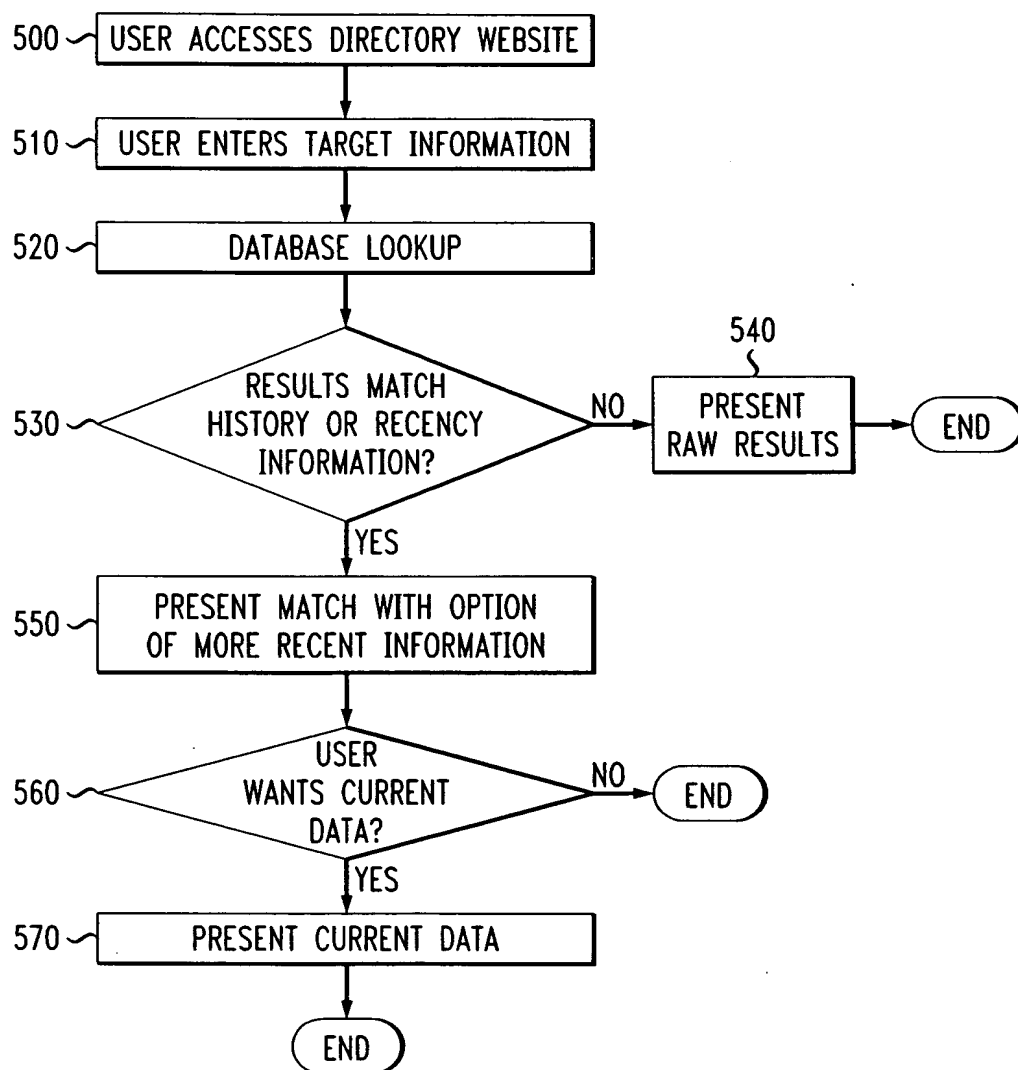 500
USER ACCESSES DIRECTORY WEBSITE
510
USER ENTERS TARGET INFORMATION
520
DATABASE LOOKUP
530
RESULTS MATCH
HISTORY OR RECENCY
INFORMATION?
NO
540
PRESENT
RAW RESULTS
END
YES
550
PRESENT MATCH WITH OPTION
OF MORE RECENT INFORMATION
560
USER
WANTS CURRENT
DATA?
NO
END
YES
570
PRESENT CURRENT DATA
END